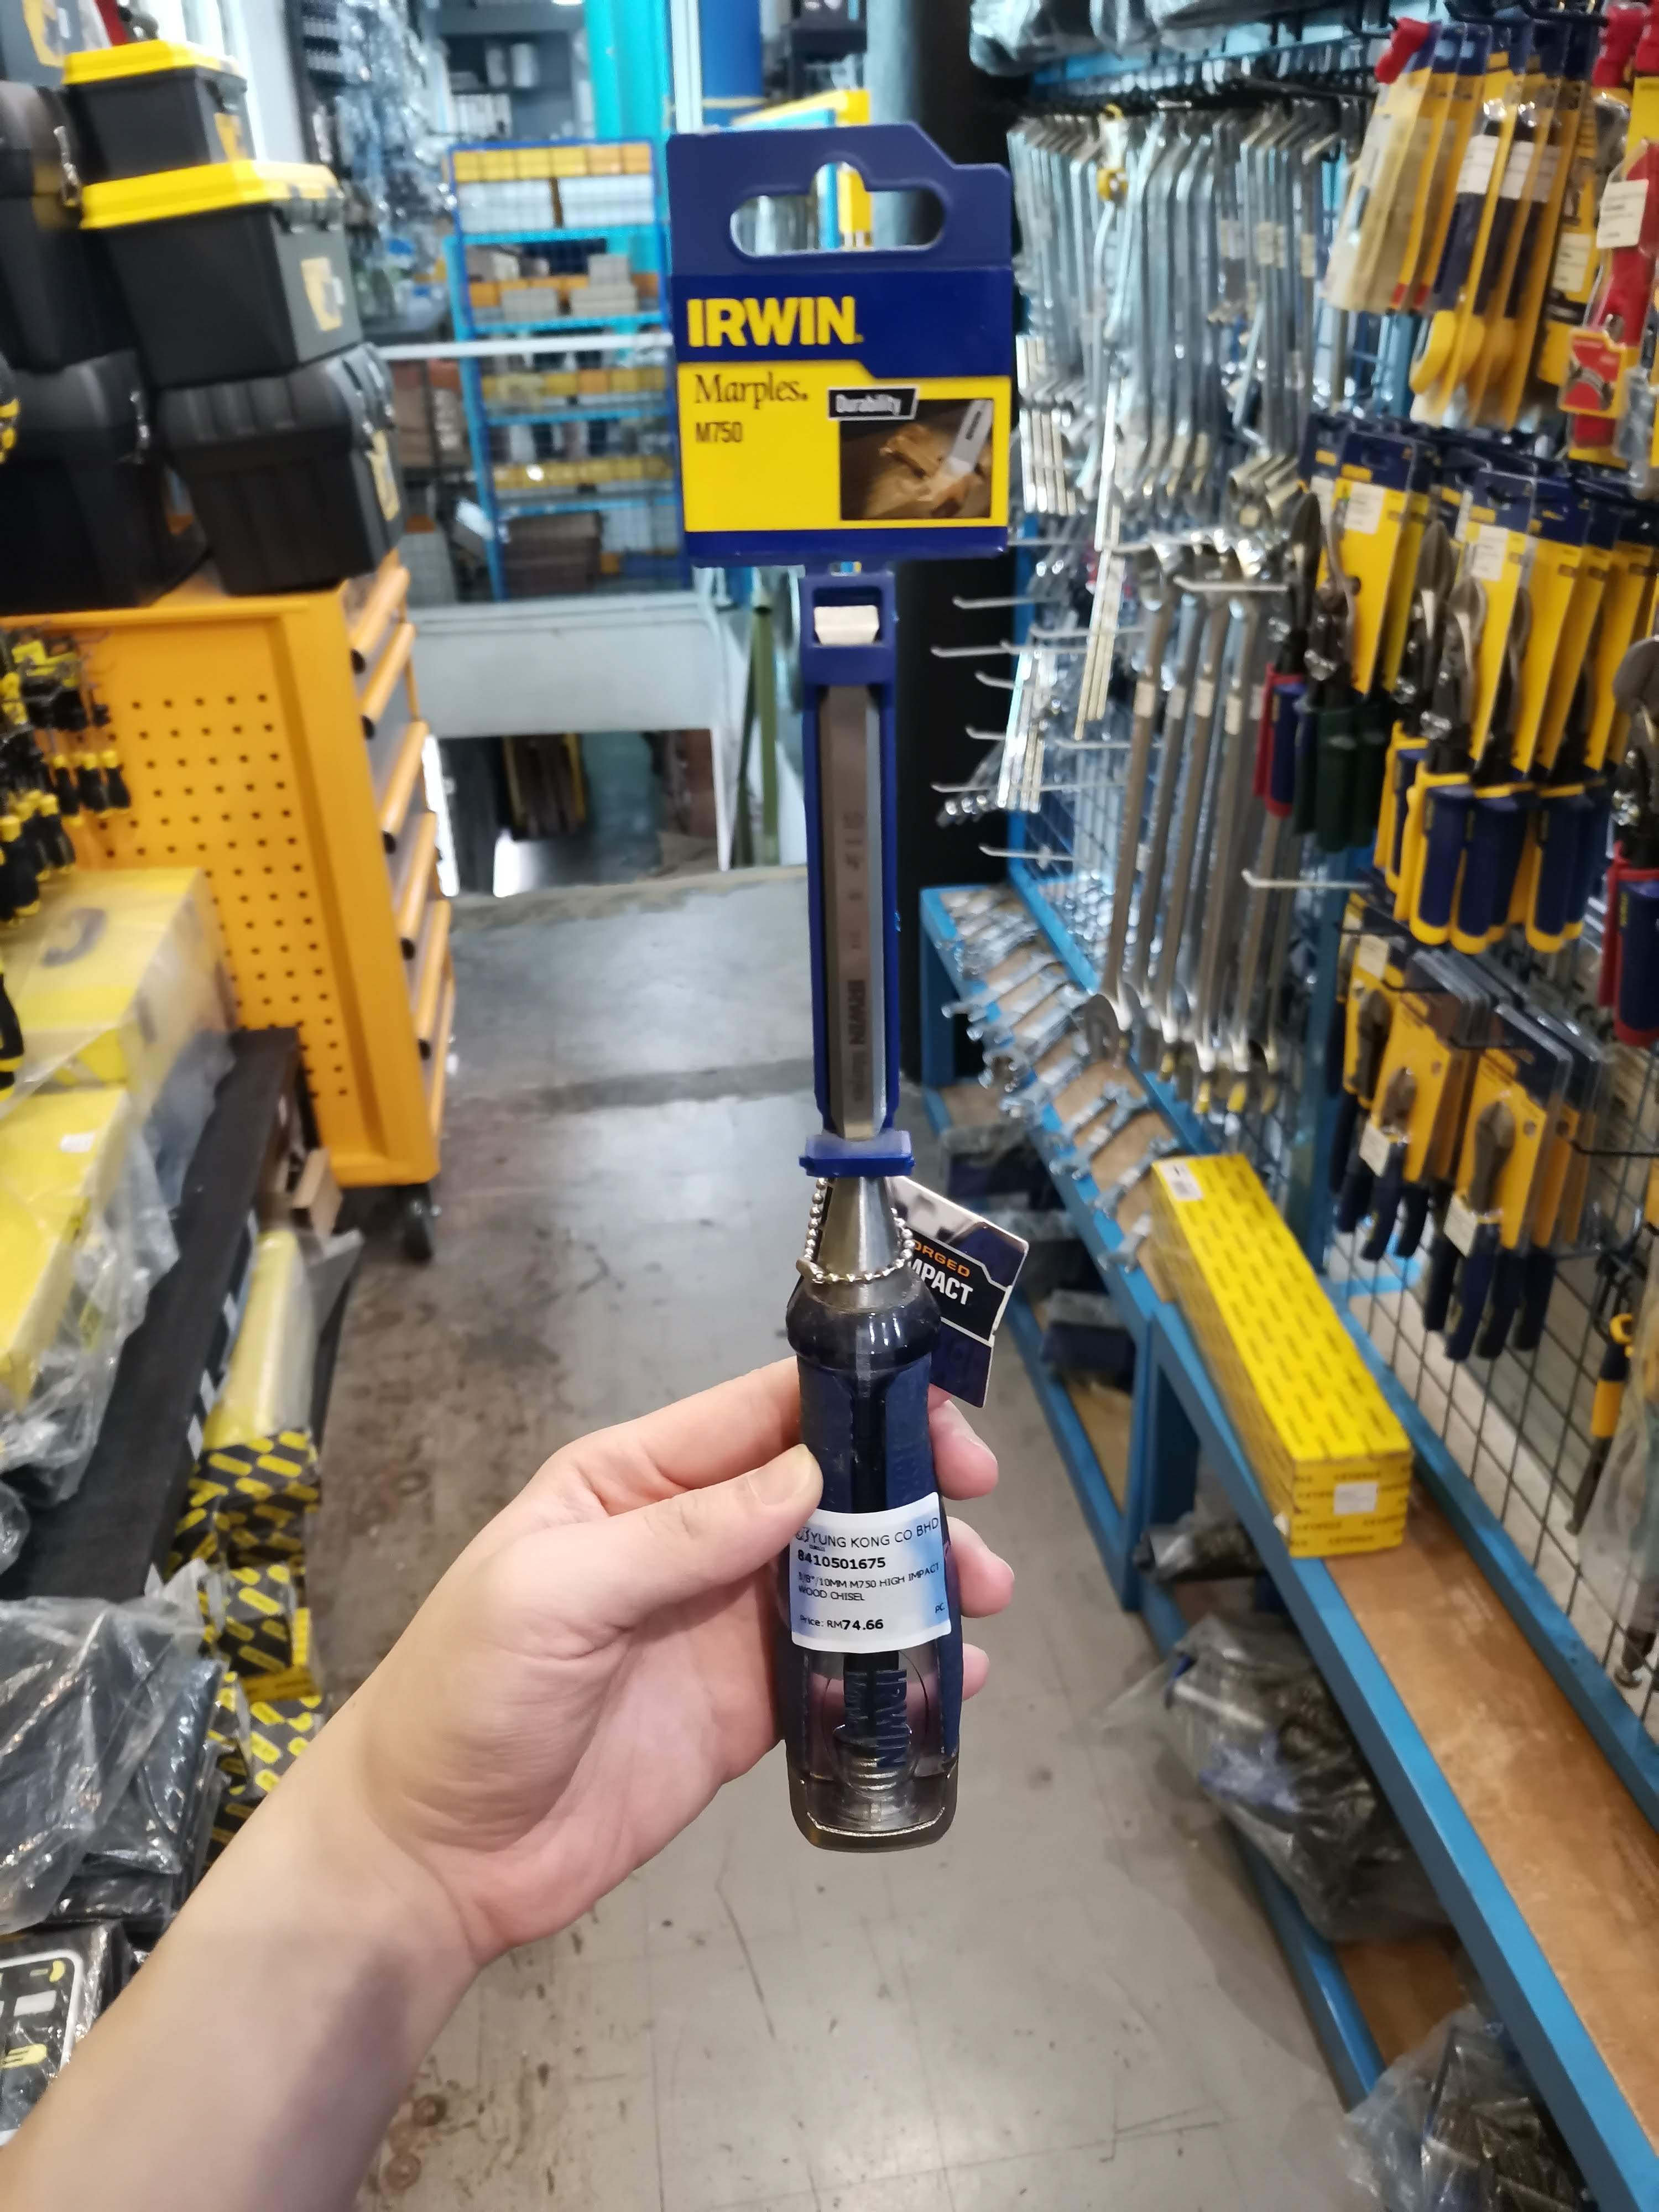 IRWIN
Marples
M750
Durability
IRWIN
ORGED
MPACT
YUNG KONG CO BHD
8410501675
3/8"/10MM M750 HIGH IMPACT
WOOD CHISEL
Price: RM74.66
PC
IRWIN